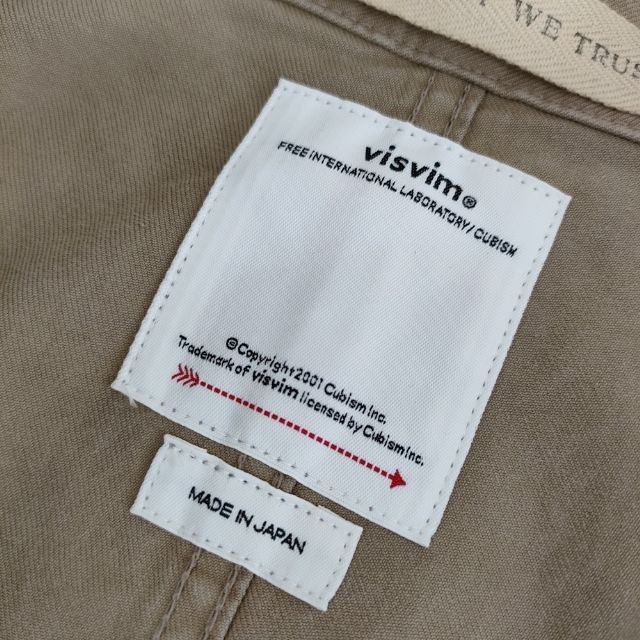 WE TRUS
visvim®
FREE INTERNATIONAL LABORATORY/CUBISM
©Copyright 2001 Cubism Inc.
Trademark of visvim licensed by Cubism Inc.
MADE IN JAPAN